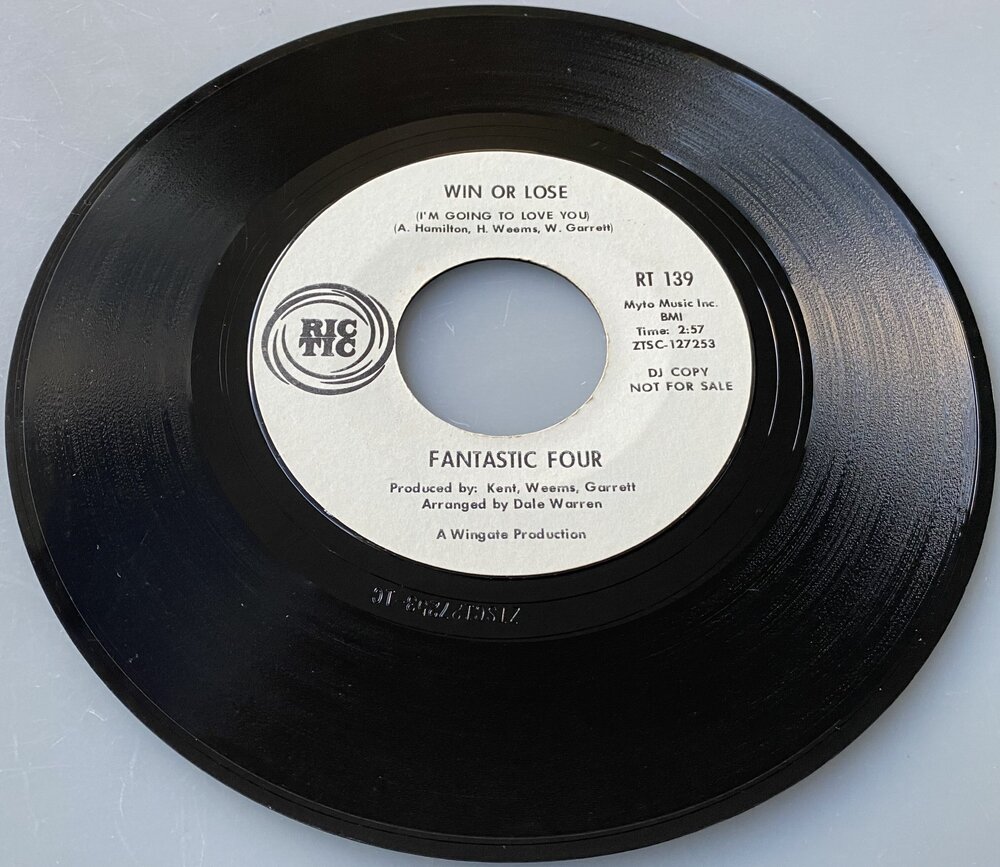 WIN OR LOSE
(I'M GOING TO LOVE YOU)
(A. Hamilton, H. Weems, W. Garrett)
RIC
TIC
RT 139
Myto Music Inc.
BMI
Time: 2:57
ZTSC-127253
DJ COPY
NOT FOR SALE
FANTASTIC FOUR
Produced by: Kent, Weems, Garrett
Arranged by Dale Warren
A Wingate Production